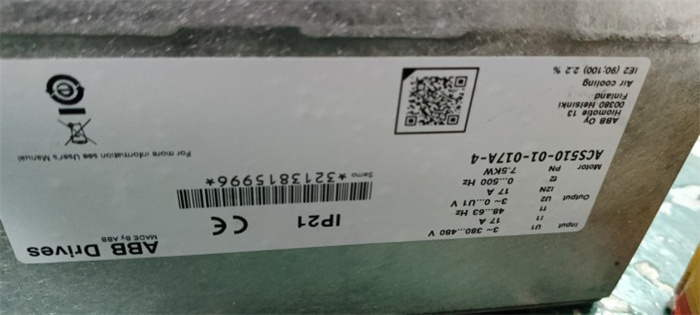 ABB Drives
MADE By ABB
IP21
CE
Input U1 3~ 380...480 V
I1 17 A
f1 48...63 Hz
Output U2 3~ 0...U1 V
I2N 17 A
f2 0...500 Hz
Motor PN 7.5KW
*3213815996*
ACS510-01-017A-4
For more information see User's Manual
ABB Oy
Hiomotie 13
00380 Helsinki
Finland
Air cooling
IE2 (90;100) 2.2 %